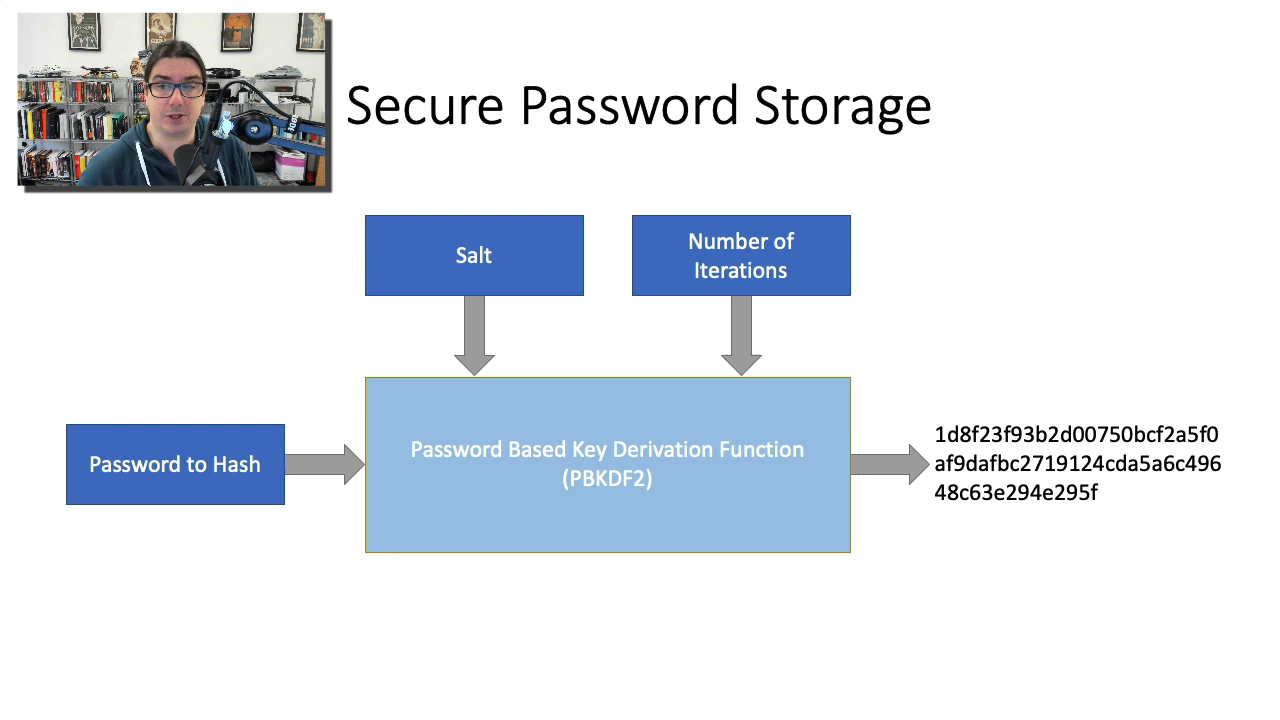 Secure Password Storage
Salt
Number of
Iterations
Password to Hash
Password Based Key Derivation Function
(PBKDF2)
1d8f23f93b2d00750bcf2a5f0
af9dafbc2719124cda5a6c496
48c63e294e295f